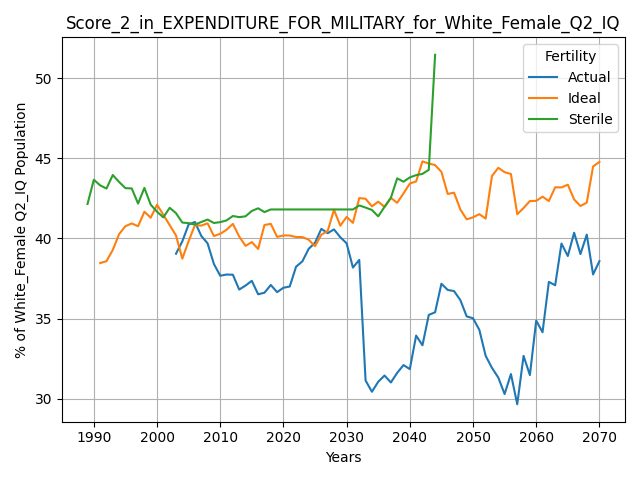 Score_2_in_EXPENDITURE_FOR_MILITARY_for_White_Female_Q2_IQ
Fertility
Actual
Ideal
Sterile
% of White_Female Q2_IQ Population
50
45
40
35
30
1990 2000 2010 2020 2030 2040 2050 2060 2070
Years